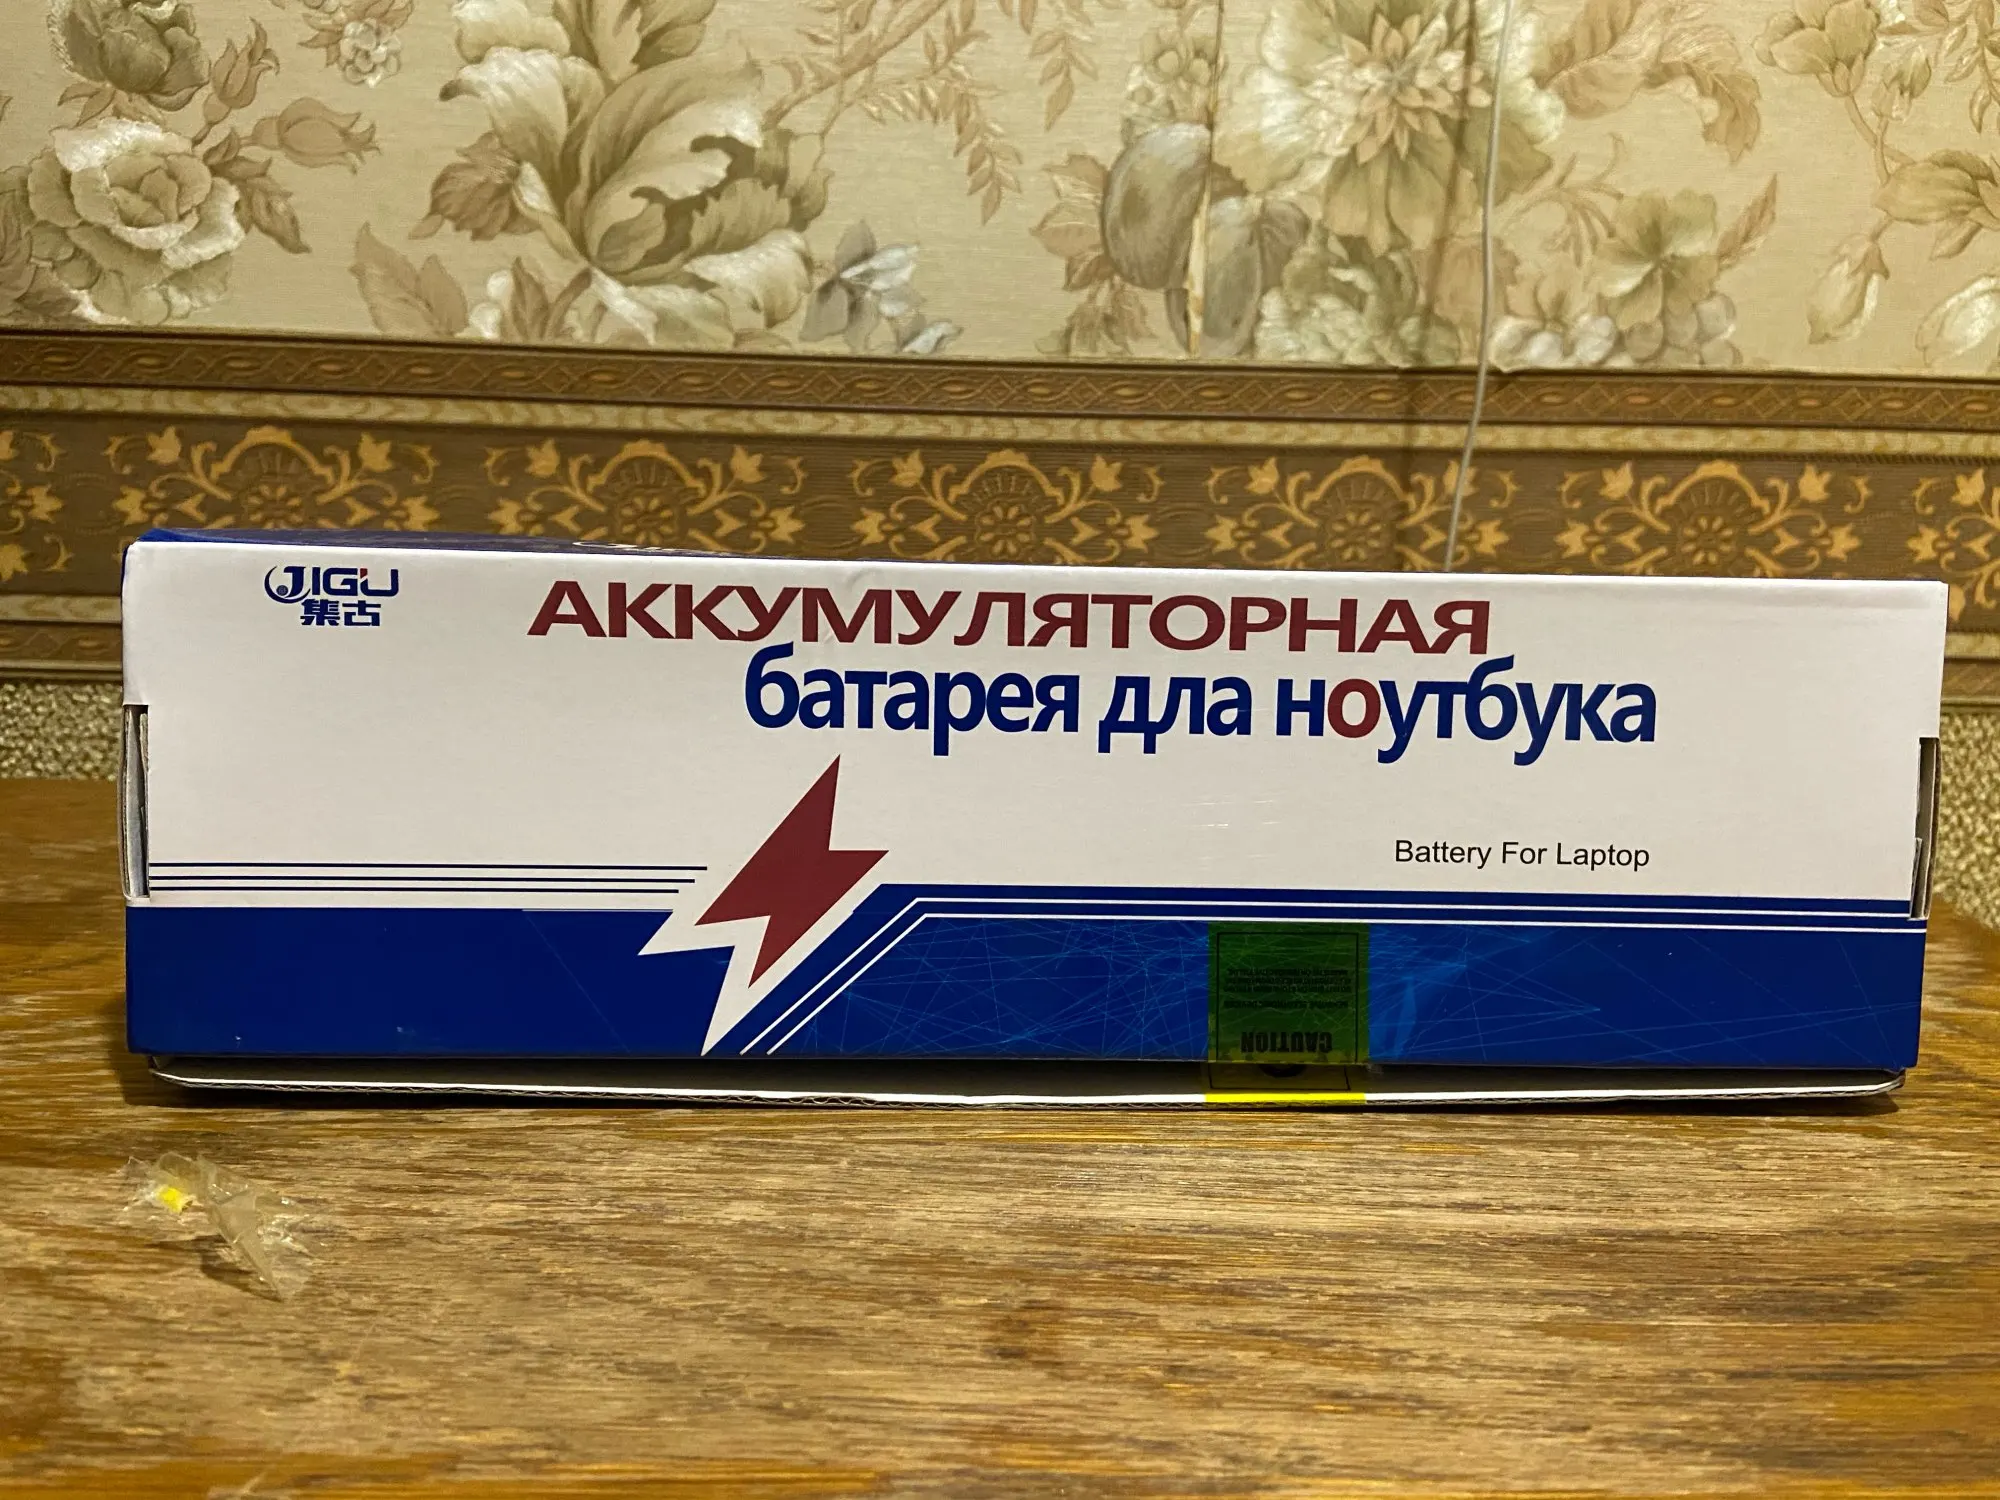 JIGU
集古
АККУМУЛЯТОРНАЯ
батарея дла ноутбука
Battery For Laptop
CAUTION